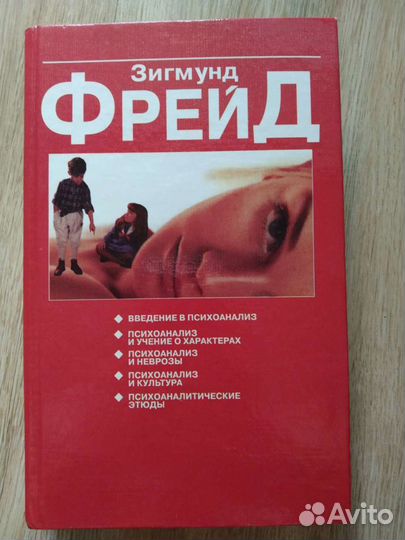 Зигмунд
ФРЕЙД
ВВЕДЕНИЕ В ПСИХОАНАЛИЗ
ПСИХОАНАЛИЗ
И УЧЕНИЕ О ХАРАКТЕРАХ
ПСИХОАНАЛИЗ
И НЕВРОЗЫ
ПСИХОАНАЛИЗ
И КУЛЬТУРА
ПСИХОАНАЛИТИЧЕСКИЕ
ЭТЮДЫ
Avito